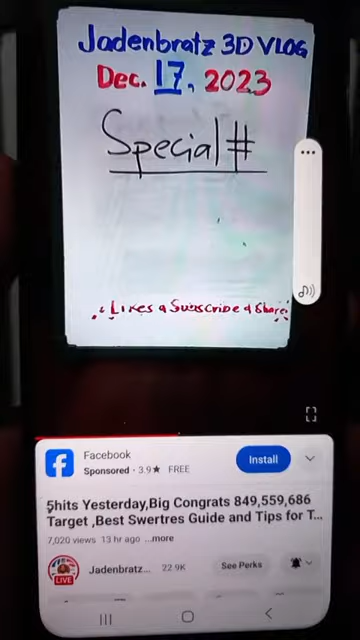 Jadenbratz 3D VLOG
Dec. 17, 2023
Special #
Likes & Subscribe & Share
Facebook
Sponsored · 3.9★ FREE
Install
5hits Yesterday,Big Congrats 849,559,686
Target ,Best Swertres Guide and Tips for T...
7,020 views 13 hr ago ...more
LIVE
Jadenbratz... 22.9K
See Perks